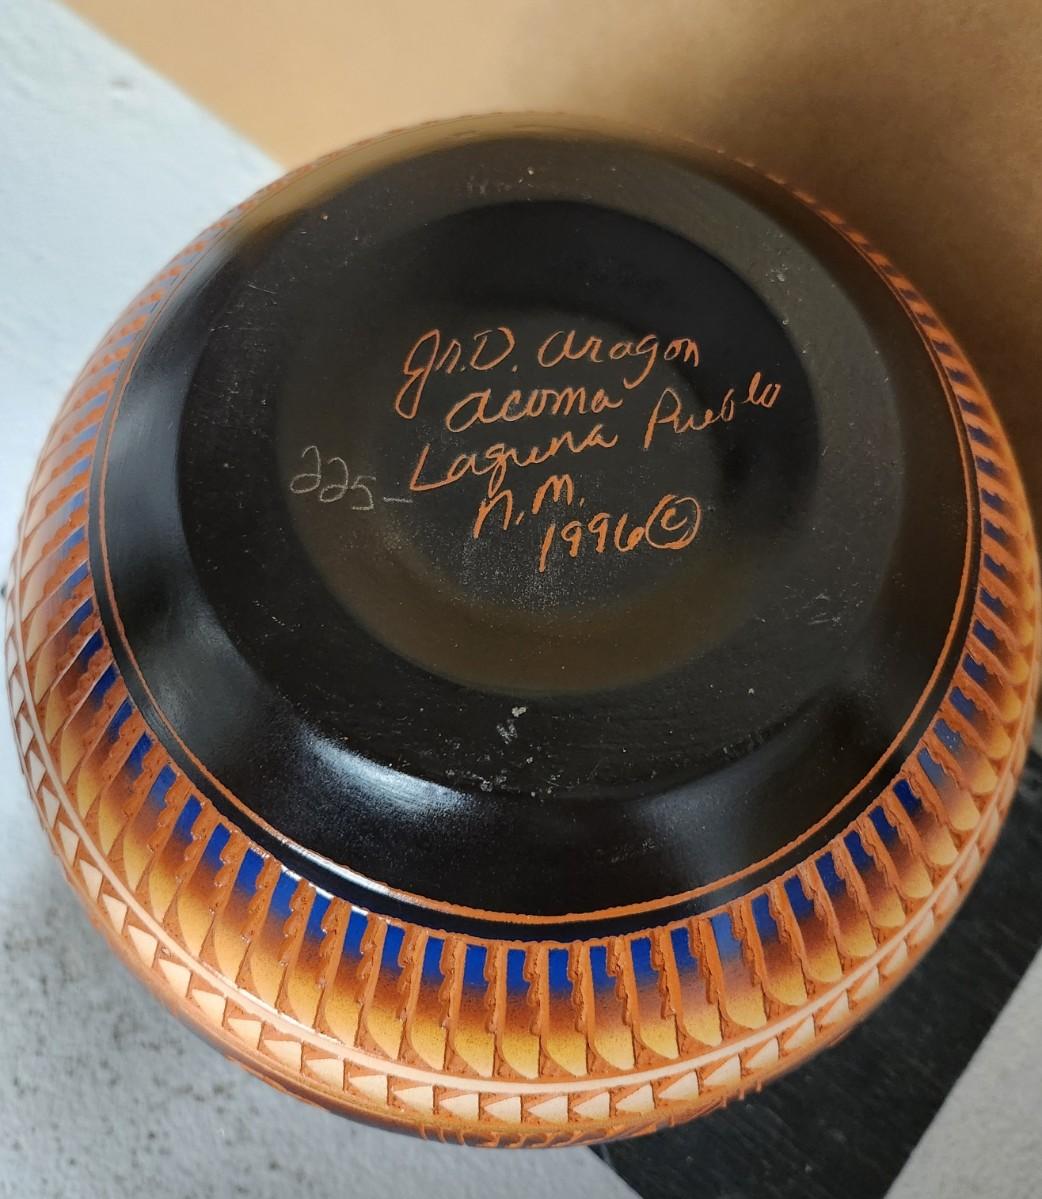 Jr.D. Aragon
acoma
Laguna Pueblo
n.m.
1996©
225-